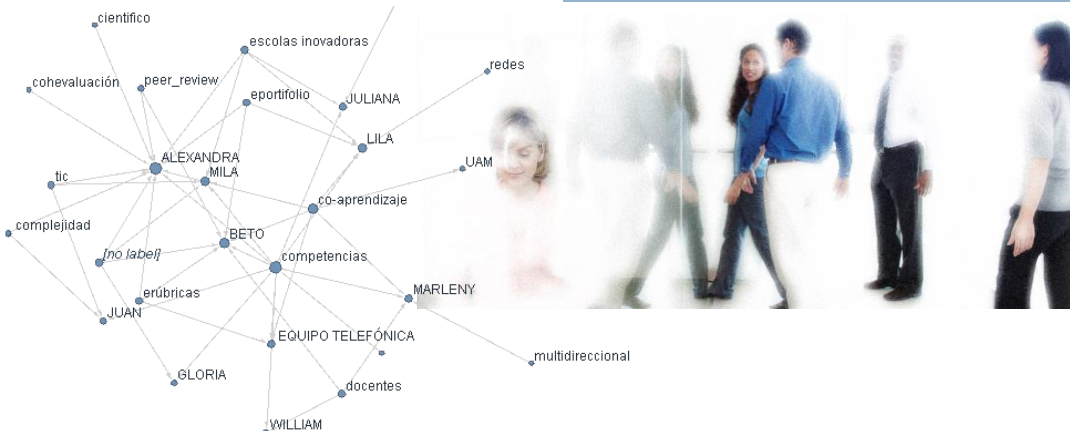 cientifico
escolas inovadoras
redes
cohevaluación
peer_review
eportifolio
JULIANA
LILA
ALEXANDRA
UAM
MILA
tic
co-aprendizaje
complejidad
BETO
[no label]
competencias
erúbricas
MARLENY
JUAN
EQUIPO TELEFÓNICA
multidireccional
GLORIA
docentes
WILLIAM